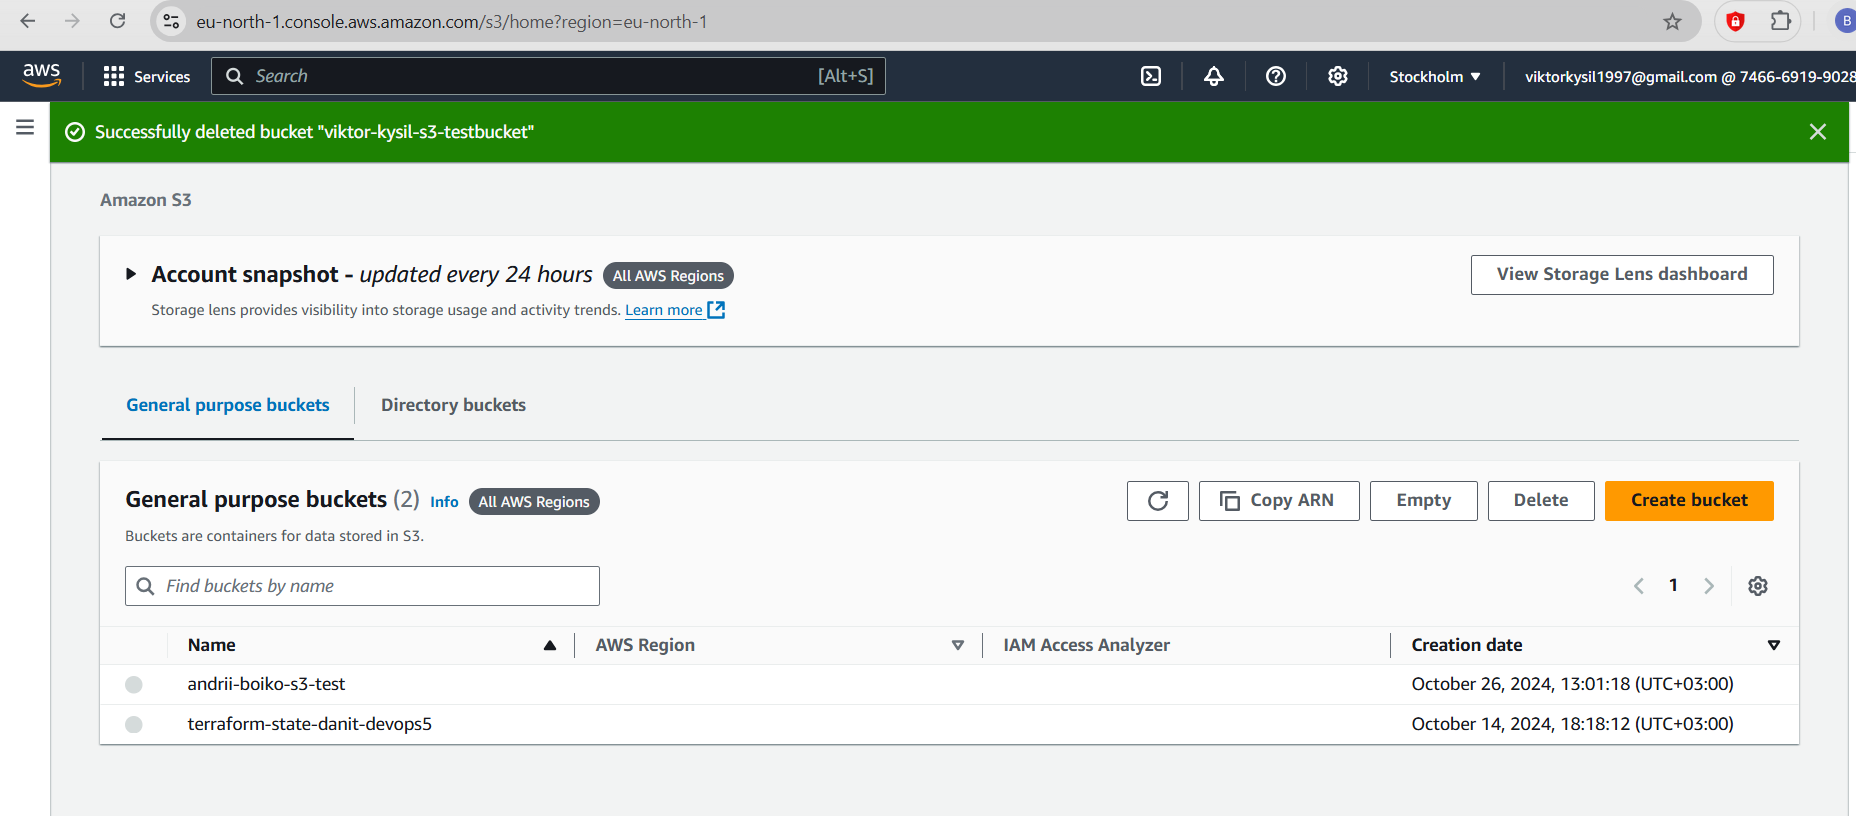 eu-north-1.console.aws.amazon.com/s3/home?region=eu-north-1
B
aws
Services
Search
[Alt+S]
Stockholm
viktorkysil1997@gmail.com @ 7466-6919-9028
Successfully deleted bucket "viktor-kysil-s3-testbucket"
Amazon S3
Account snapshot - updated every 24 hours
All AWS Regions
View Storage Lens dashboard
Storage lens provides visibility into storage usage and activity trends. Learn more
General purpose buckets
Directory buckets
General purpose buckets (2) Info
All AWS Regions
Copy ARN
Empty
Delete
Create bucket
Buckets are containers for data stored in S3.
Find buckets by name
1
Name
AWS Region
IAM Access Analyzer
Creation date
andrii-boiko-s3-test
October 26, 2024, 13:01:18 (UTC+03:00)
terraform-state-danit-devops5
October 14, 2024, 18:18:12 (UTC+03:00)